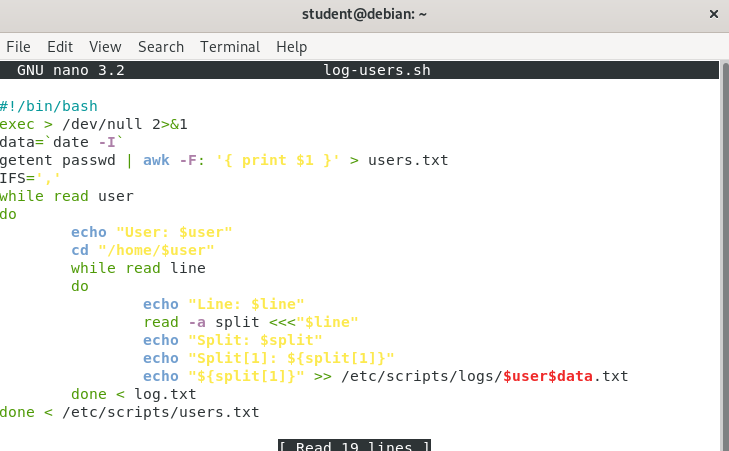 student@debian: ~ ×
File Edit View Search Terminal Help
GNU nano 3.2 log-users.sh
#!/bin/bash
exec > /dev/null 2>&1
data=`date -I`
getent passwd | awk -F: '{ print $1 }' > users.txt
IFS=','
while read user
do
        echo "User: $user"
        cd "/home/$user"
        while read line
        do
                echo "Line: $line"
                read -a split <<<"$line"
                echo "Split: $split"
                echo "Split[1]: ${split[1]}"
                echo "${split[1]}" >> /etc/scripts/logs/$user$data.txt
        done < log.txt
done < /etc/scripts/users.txt
[ Read 19 lines ]